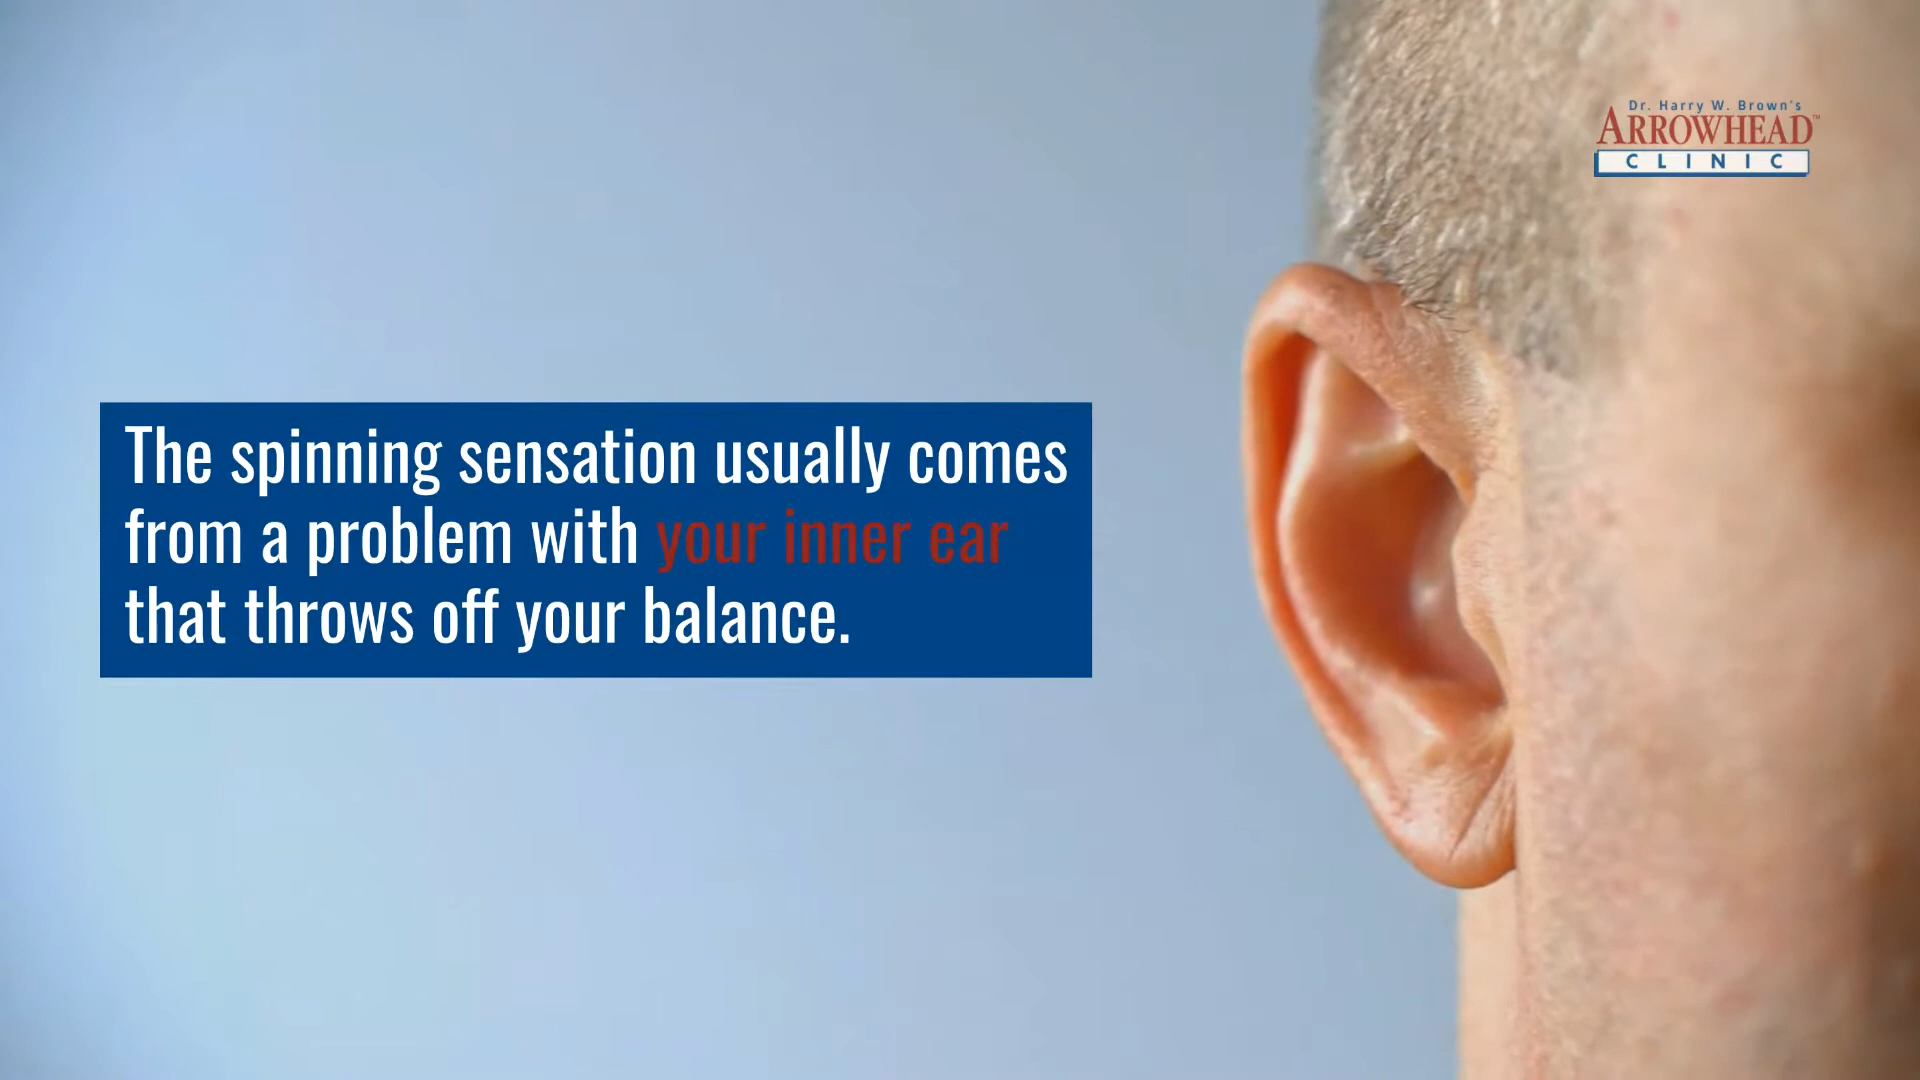 Dr. Harry W. Brown's
ARROWHEAD™
CLINIC
The spinning sensation usually comes
from a problem with your inner ear
that throws off your balance.